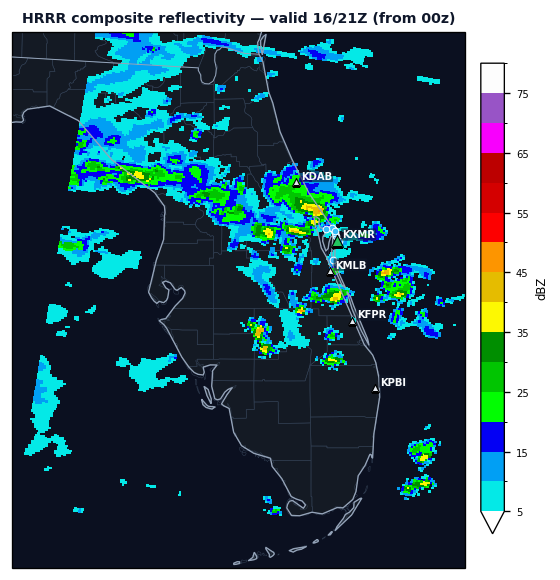 HRRR composite reflectivity — valid 16/21Z (from 00z)
KDAB
KXMR
KMLB
KFPR
KPBI
75
65
55
45
35
25
15
5
dBZ